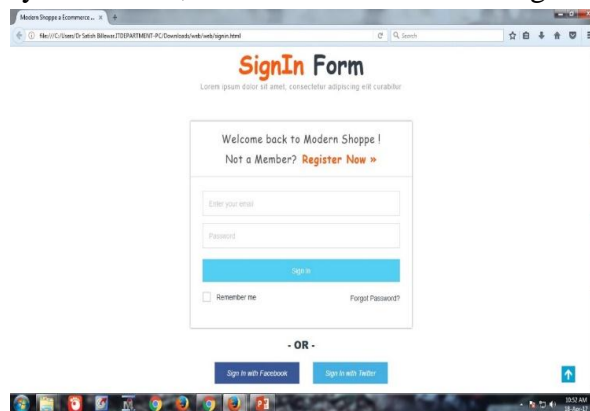 Modern Shoppe a Ecommerce ... × +
file:///C:/Users/Dr Satish Billewar.ITDEPARTMENT-PC/Downloads/web/web/signin.html
Search
SignIn Form
Lorem ipsum dolor sit amet, consectetur adipiscing elit curabitur
Welcome back to Modern Shoppe !
Not a Member? Register Now »
Enter your email
Password
Sign In
Remember me Forgot Password?
- OR -
Sign In with Facebook Sign In with Twitter
10:52 AM
18-Apr-17